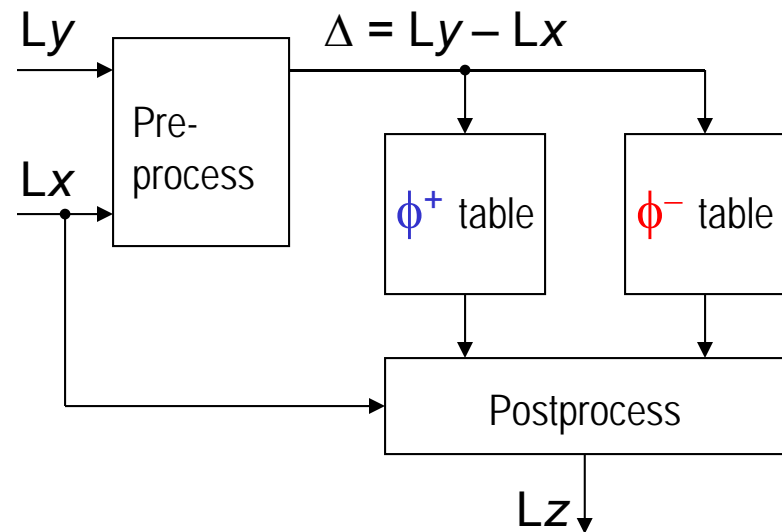 Ly
Δ = Ly – Lx
Pre-
process
Lx
ϕ⁺ table
ϕ⁻ table
Postprocess
Lz